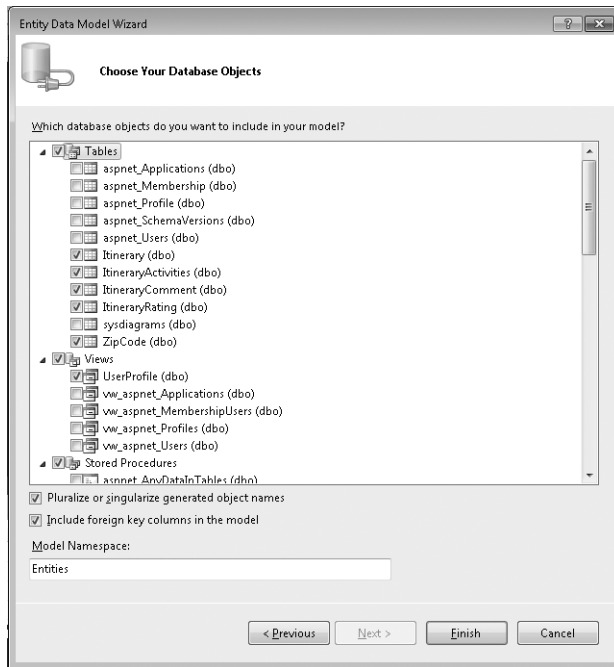 Entity Data Model Wizard
Choose Your Database Objects
Which database objects do you want to include in your model?
Tables
aspnet_Applications (dbo)
aspnet_Membership (dbo)
aspnet_Profile (dbo)
aspnet_SchemaVersions (dbo)
aspnet_Users (dbo)
Itinerary (dbo)
ItineraryActivities (dbo)
ItineraryComment (dbo)
ItineraryRating (dbo)
sysdiagrams (dbo)
ZipCode (dbo)
Views
UserProfile (dbo)
vw_aspnet_Applications (dbo)
vw_aspnet_MembershipUsers (dbo)
vw_aspnet_Profiles (dbo)
vw_aspnet_Users (dbo)
Stored Procedures
aspnet_AnyDataInTables (dbo)
Pluralize or singularize generated object names
Include foreign key columns in the model
Model Namespace:
Entities
< Previous Next > Finish Cancel